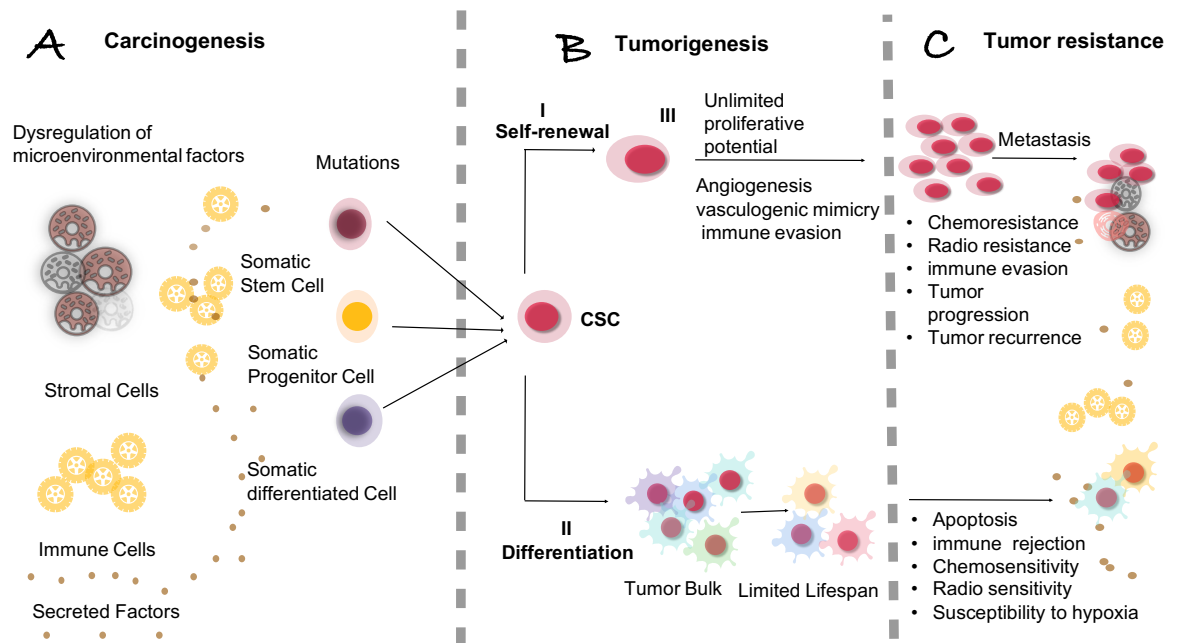 A Carcinogenesis
Dysregulation of
microenvironmental factors
Mutations
Somatic
Stem Cell
Somatic
Progenitor Cell
Stromal Cells
Somatic
differentiated Cell
Immune Cells
Secreted Factors
B Tumorigenesis
I
Self-renewal
III
Unlimited
proliferative
potential
Angiogenesis
vasculogenic mimicry
immune evasion
CSC
II
Differentiation
Tumor Bulk
Limited Lifespan
C Tumor resistance
Metastasis
• Chemoresistance
• Radio resistance
• immune evasion
• Tumor
progression
• Tumor recurrence
• Apoptosis
• immune rejection
• Chemosensitivity
• Radio sensitivity
• Susceptibility to hypoxia